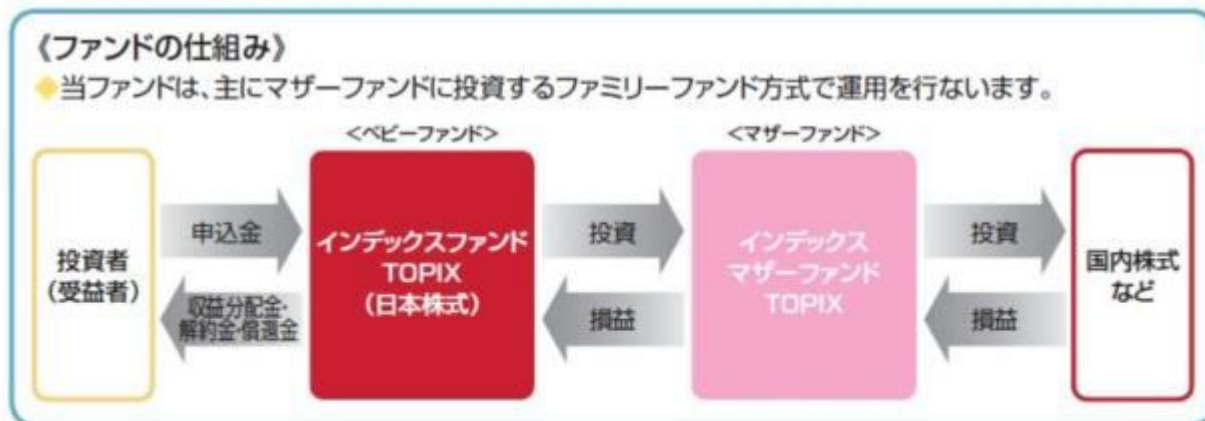 《ファンドの仕組み》
◆当ファンドは、主にマザーファンドに投資するファミリーファンド方式で運用を行ないます。
<ベビーファンド>
<マザーファンド>
投資者
(受益者)
申込金
収益分配金・
解約金・償還金
インデックスファンド
TOPIX
(日本株式)
投資
損益
インデックス
マザーファンド
TOPIX
投資
損益
国内株式
など